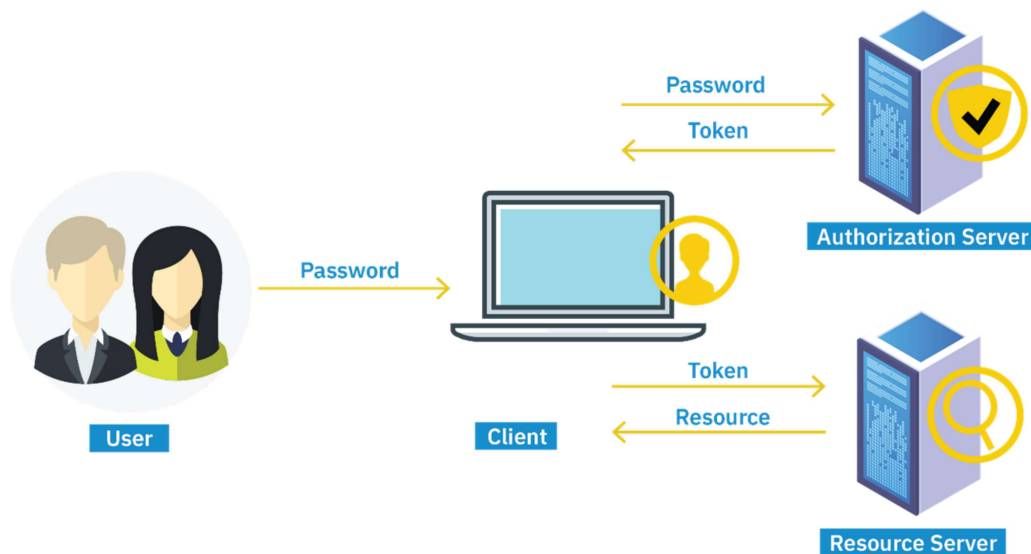 Password
Token
Authorization Server
Password
User
Client
Token
Resource
Resource Server